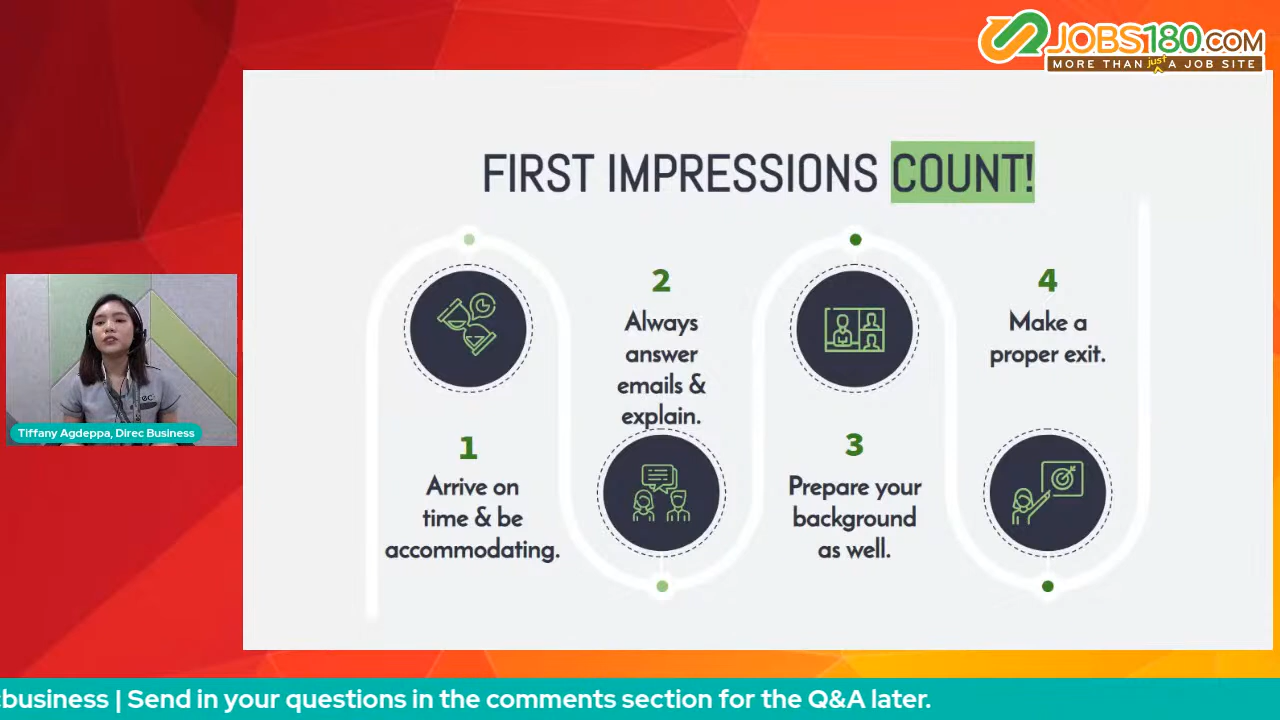 JOBS180.COM
MORE THAN just A JOB SITE
FIRST IMPRESSIONS COUNT!
1
Arrive on
time & be
accommodating.
2
Always
answer
emails &
explain.
3
Prepare your
background
as well.
4
Make a
proper exit.
ec
Tiffany Agdeppa, Direc Business
business | Send in your questions in the comments section for the Q&A later.